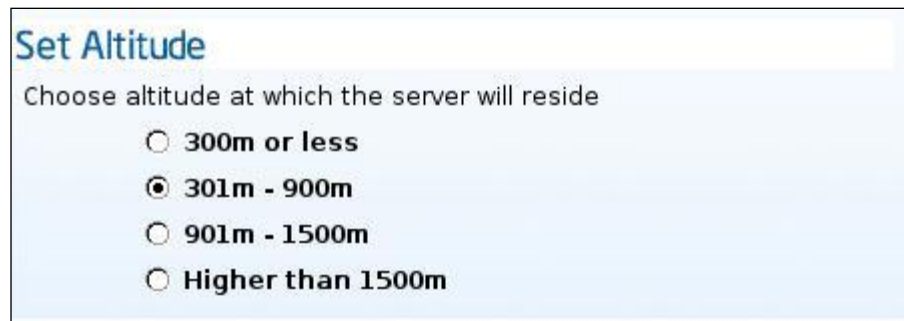 Set Altitude
Choose altitude at which the server will reside
300m or less
301m - 900m
901m - 1500m
Higher than 1500m